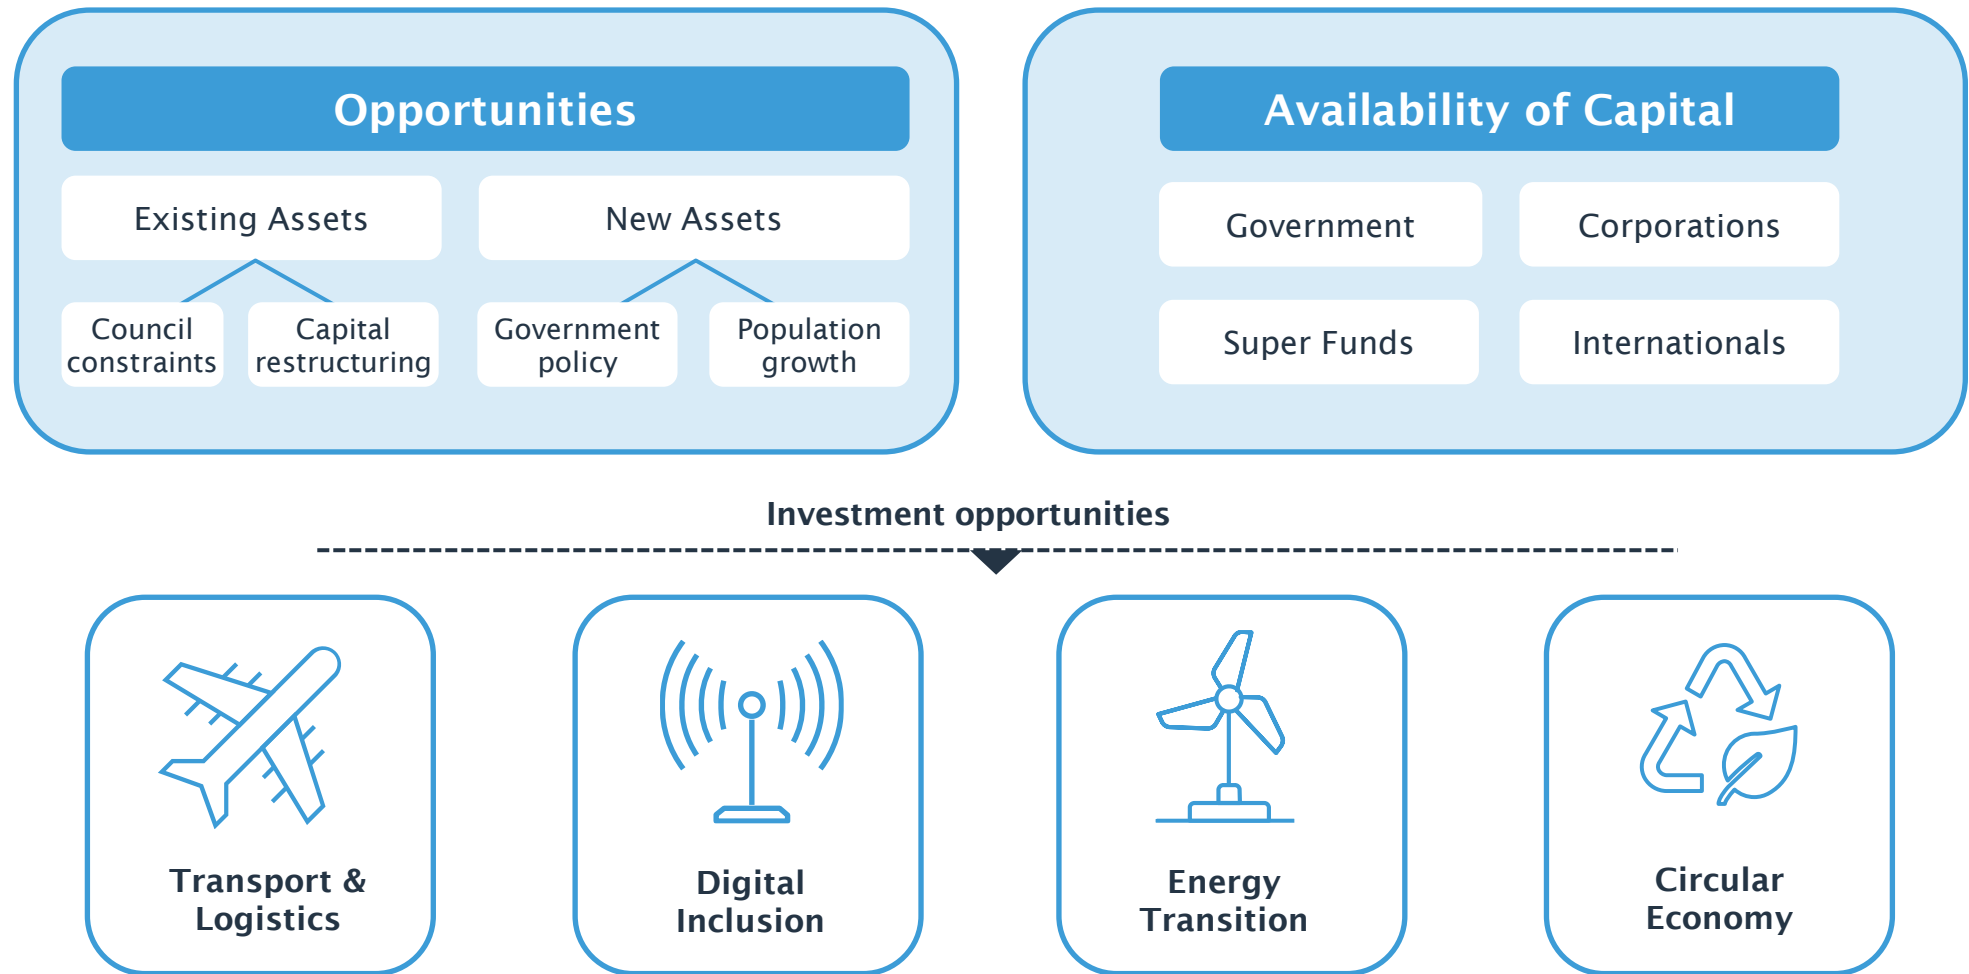 Opportunities
Existing Assets
New Assets
Council
constraints
Capital
restructuring
Government
policy
Population
growth
Availability of Capital
Government
Corporations
Super Funds
Internationals
Investment opportunities
Transport &
Logistics
Digital
Inclusion
Energy
Transition
Circular
Economy